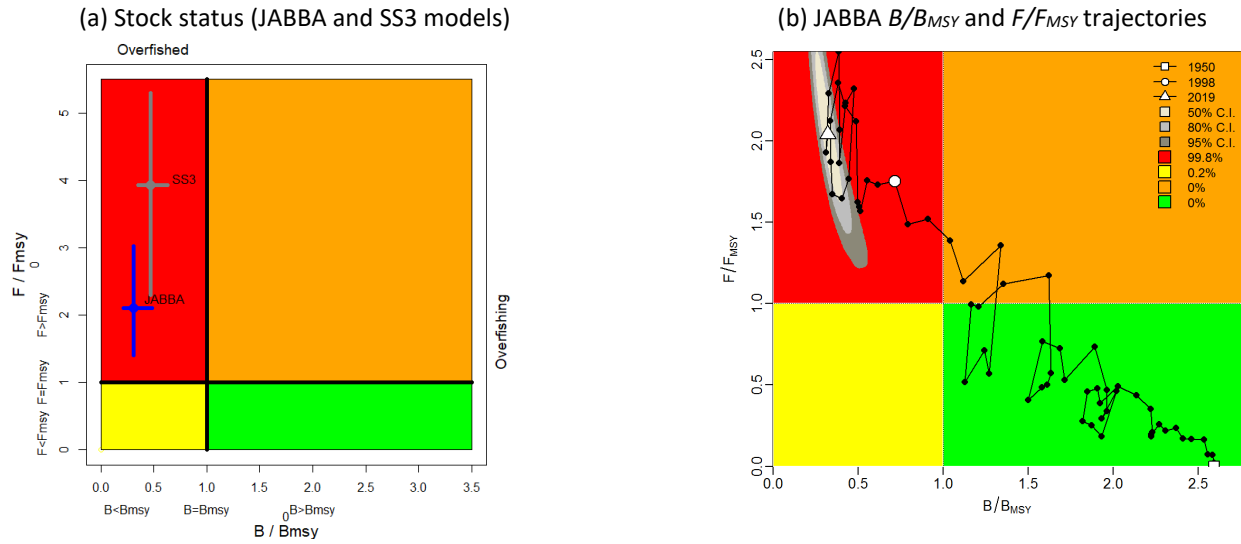 (a) Stock status (JABBA and SS3 models)
Overfished
5
4
3
2
1
0
F / Fmsy
0
F>Fmsy
F=Fmsy
F<Fmsy
SS3
JABBA
Overfishing
0.0 0.5 1.0 1.5 2.0 2.5 3.0 3.5
B<Bmsy B=Bmsy 0 B>Bmsy
B / Bmsy
(b) JABBA B/BMSY and F/FMSY trajectories
2.5
2.0
1.5
1.0
0.5
0.0
F/FMSY
1950
1998
2019
50% C.I.
80% C.I.
95% C.I.
99.8%
0.2%
0%
0%
0.0 0.5 1.0 1.5 2.0 2.5
B/BMSY